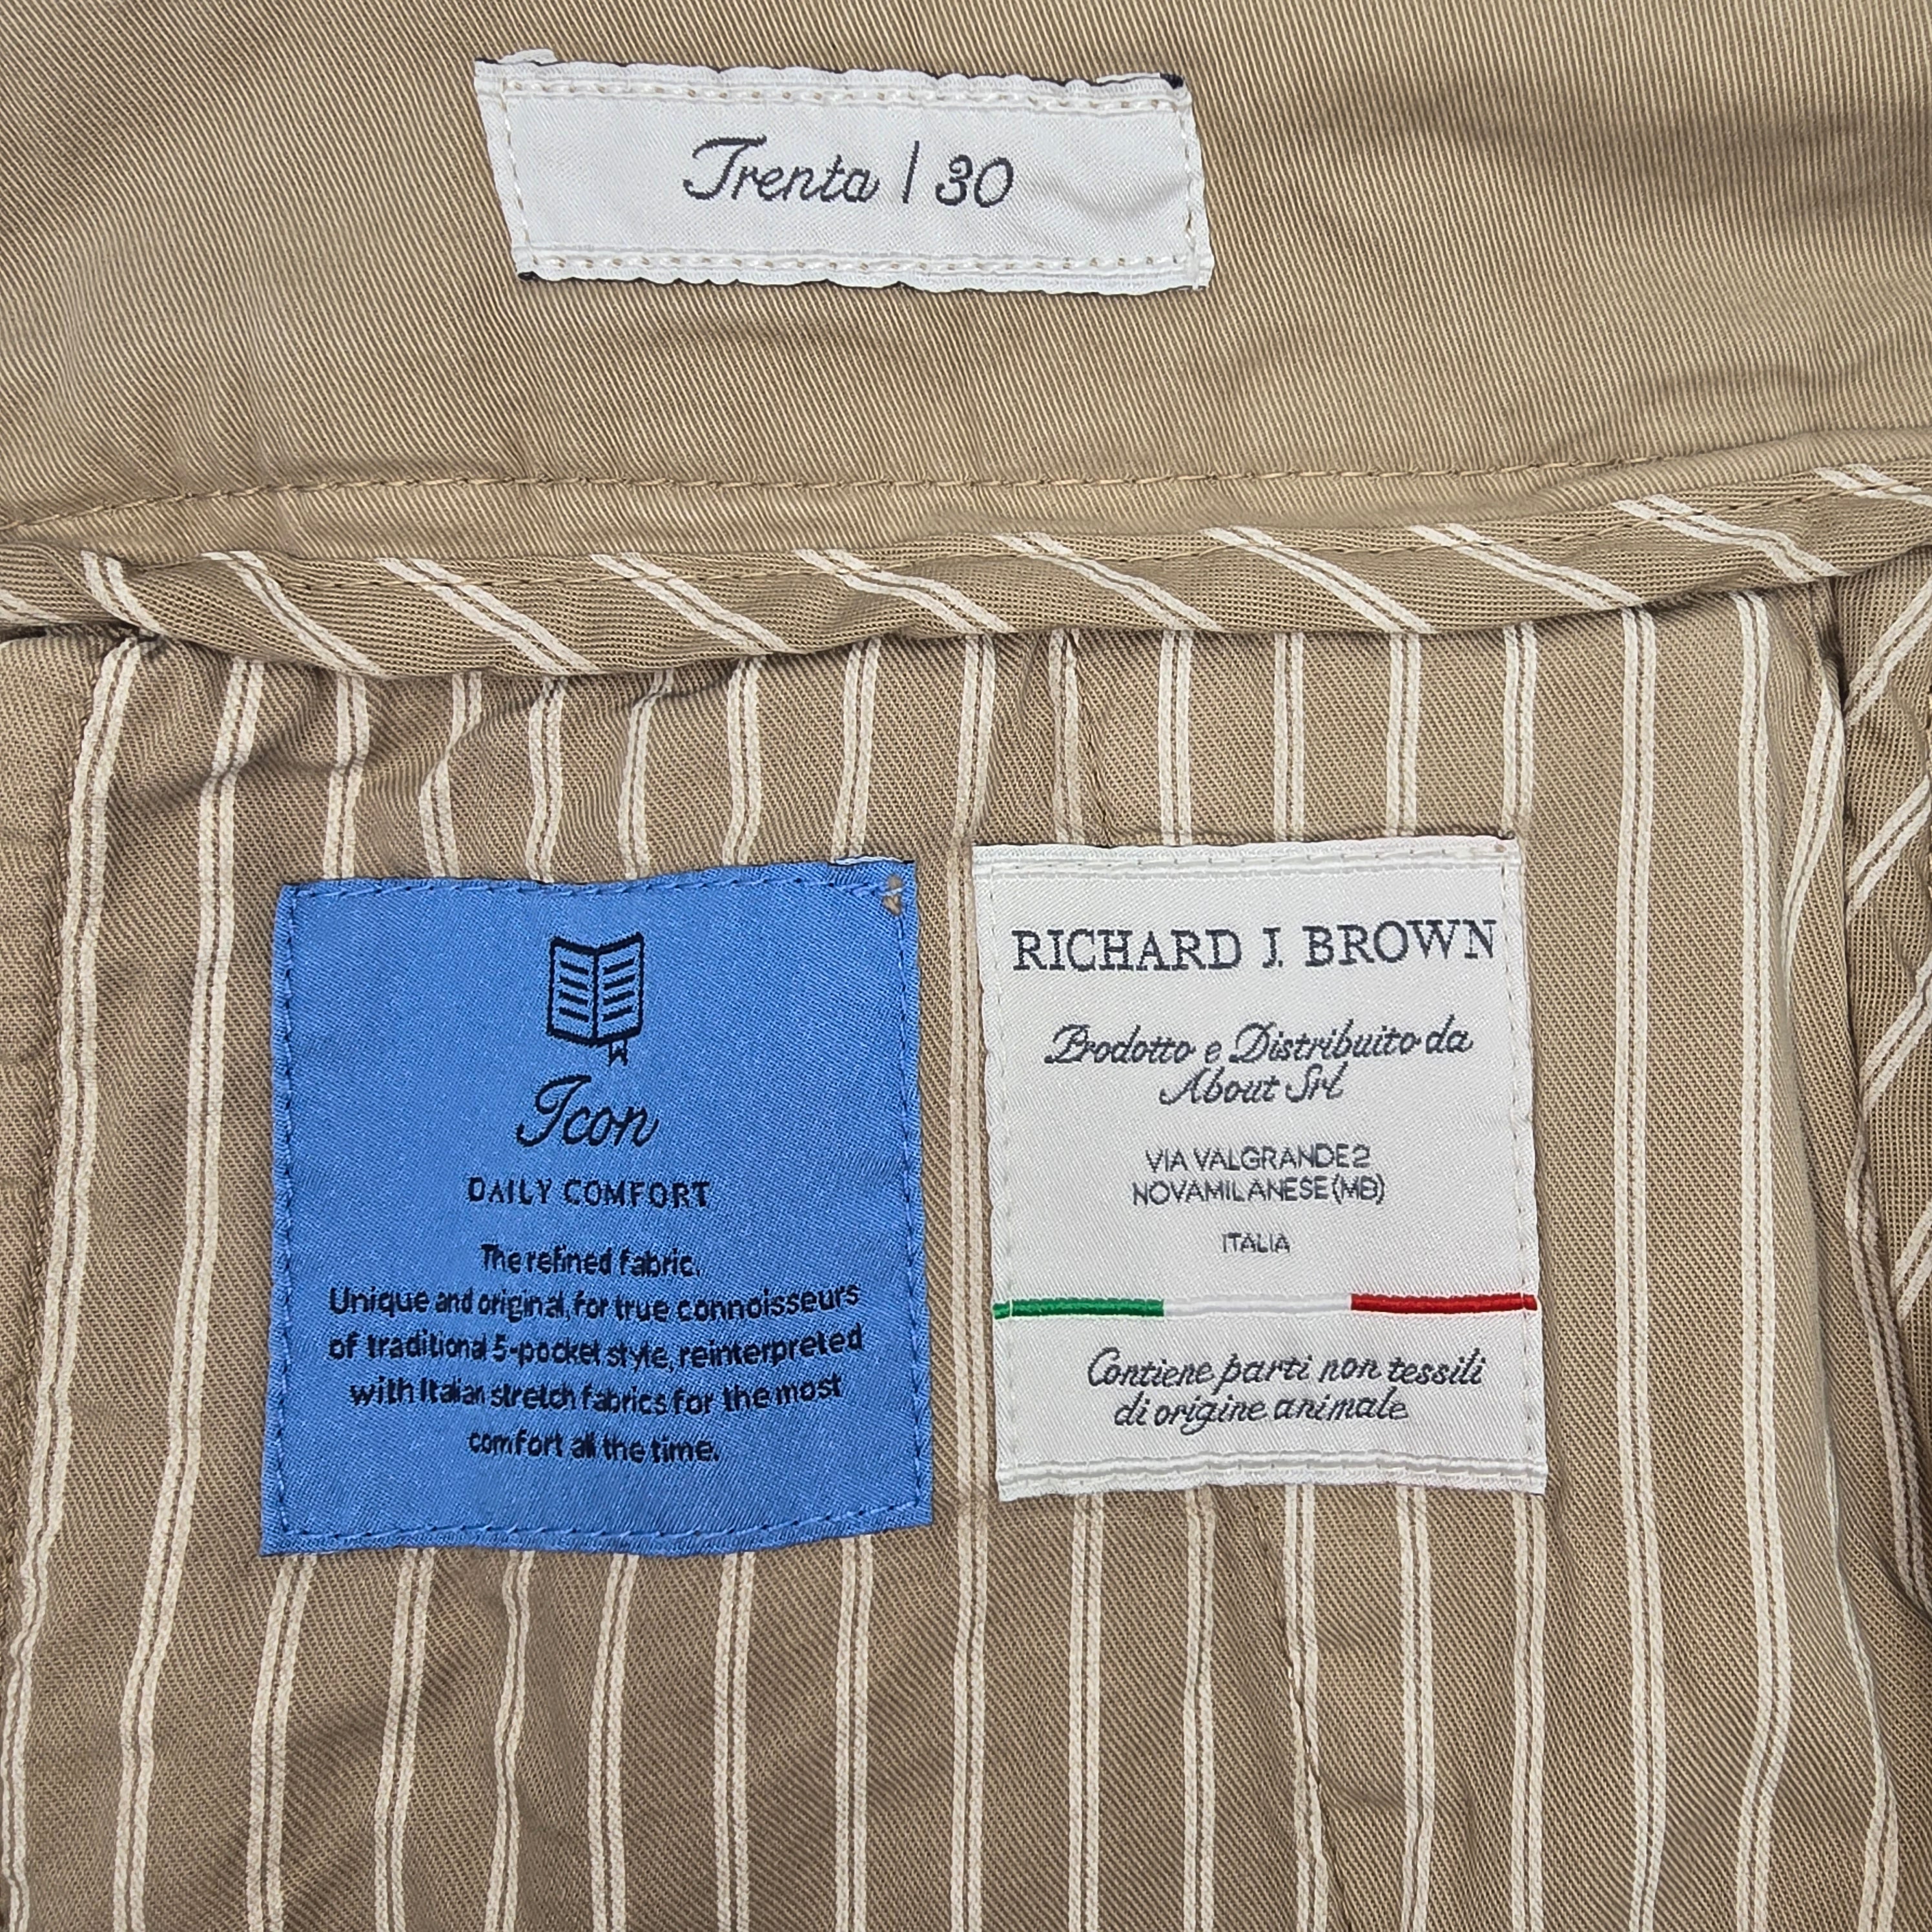 Trenta | 30
Icon
DAILY COMFORT
The refined fabric.
Unique and original, for true connoisseurs
of traditional 5-pocket style, reinterpreted
with Italian stretch fabrics for the most
comfort all the time.
RICHARD J. BROWN
Prodotto e Distribuito da
About Srl
VIA VALGRANDE 2
NOVA MILANESE (MB)
ITALIA
Contiene parti non tessili
di origine animale